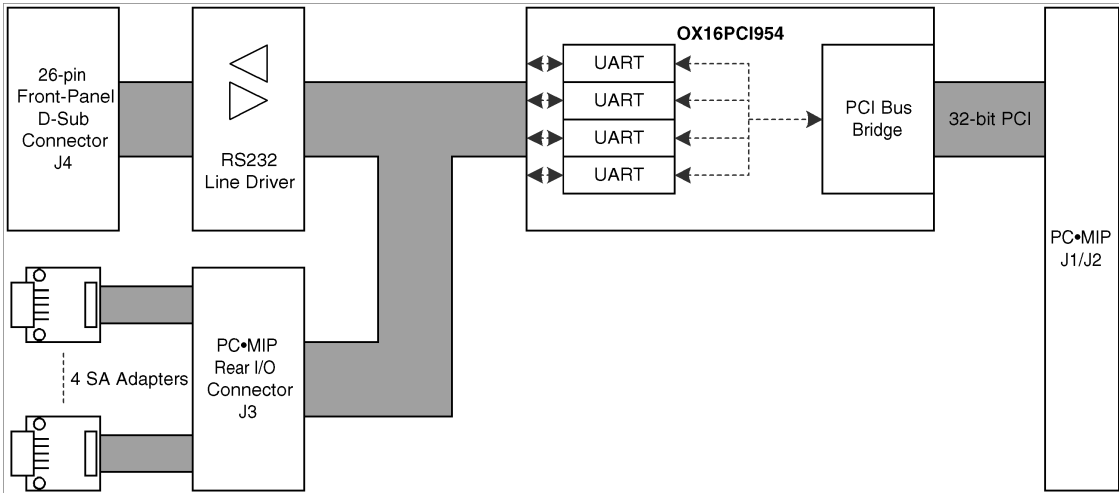 26-pin
Front-Panel
D-Sub
Connector
J4
RS232
Line Driver
OX16PCI954
UART
UART
UART
UART
PCI Bus
Bridge
32-bit PCI
PC•MIP
J1/J2
4 SA Adapters
PC•MIP
Rear I/O
Connector
J3